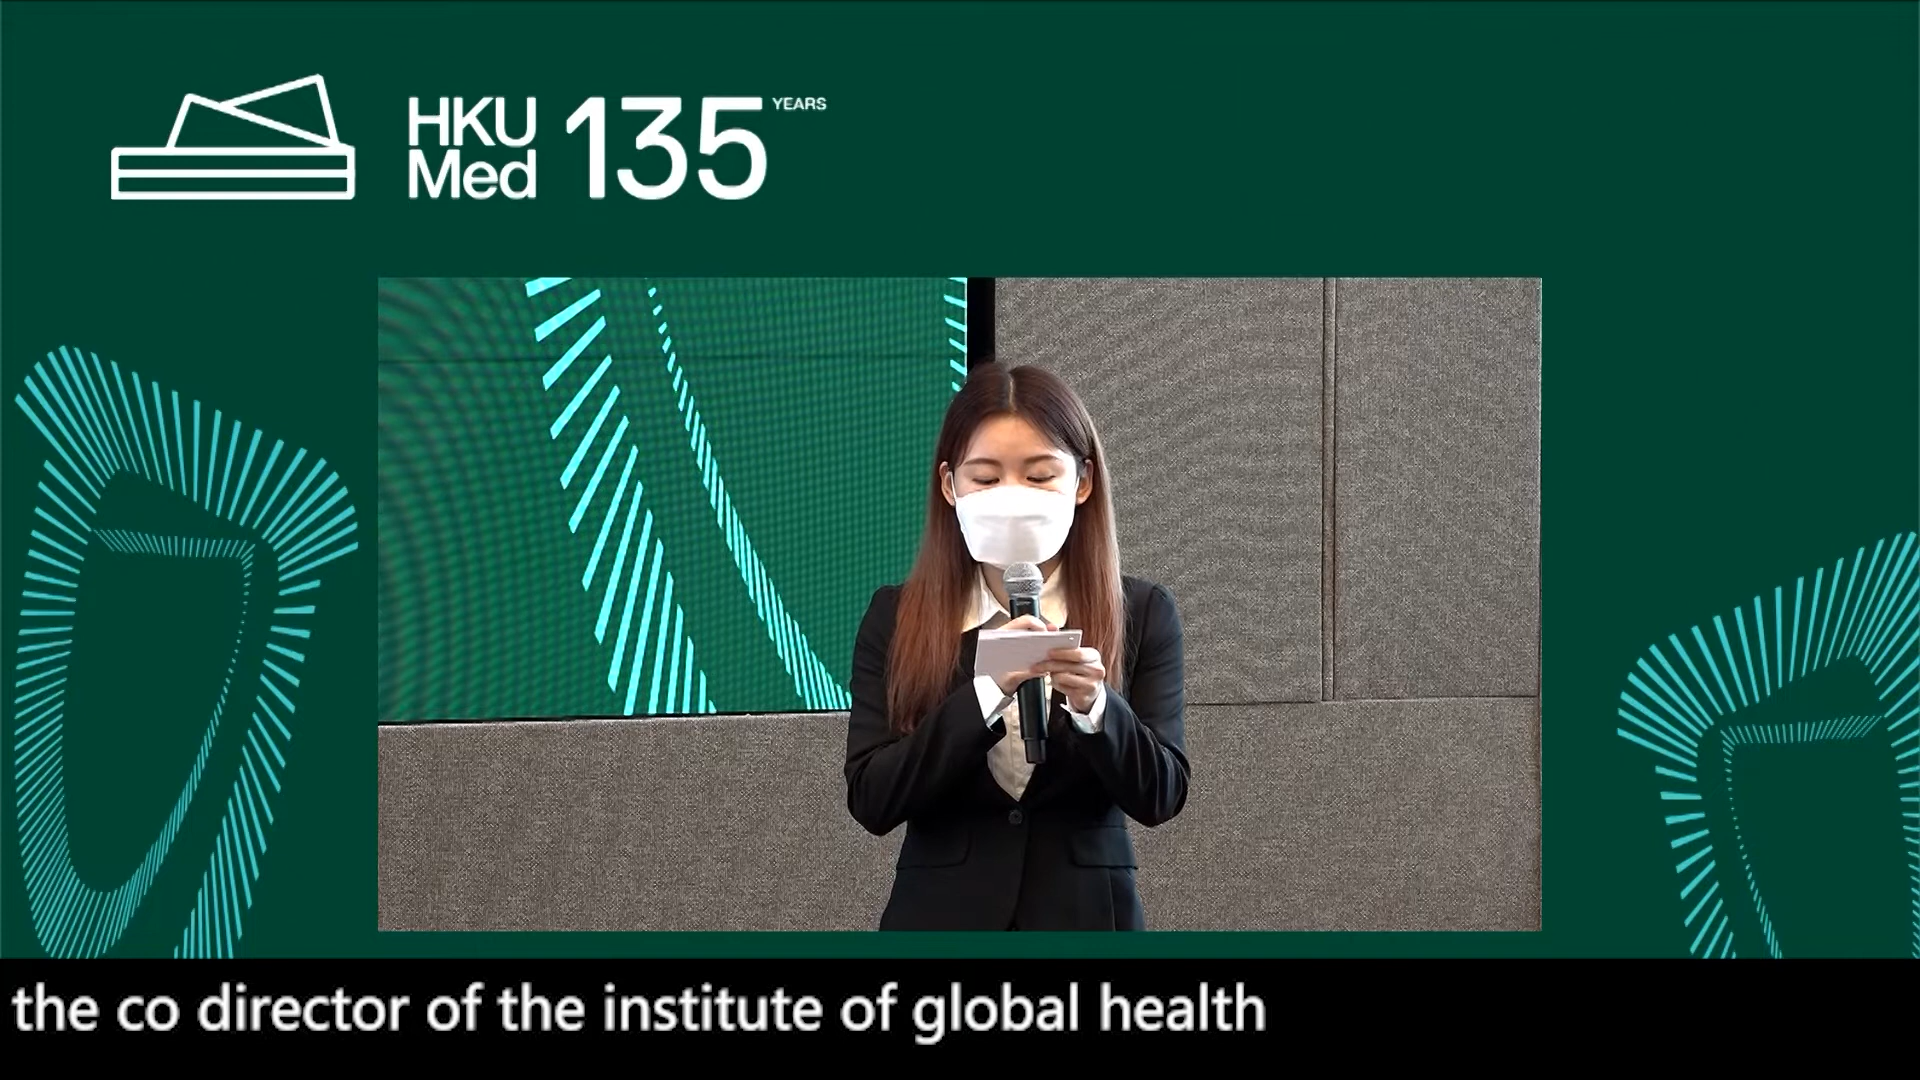 HKU
Med
135
YEARS
the co director of the institute of global health